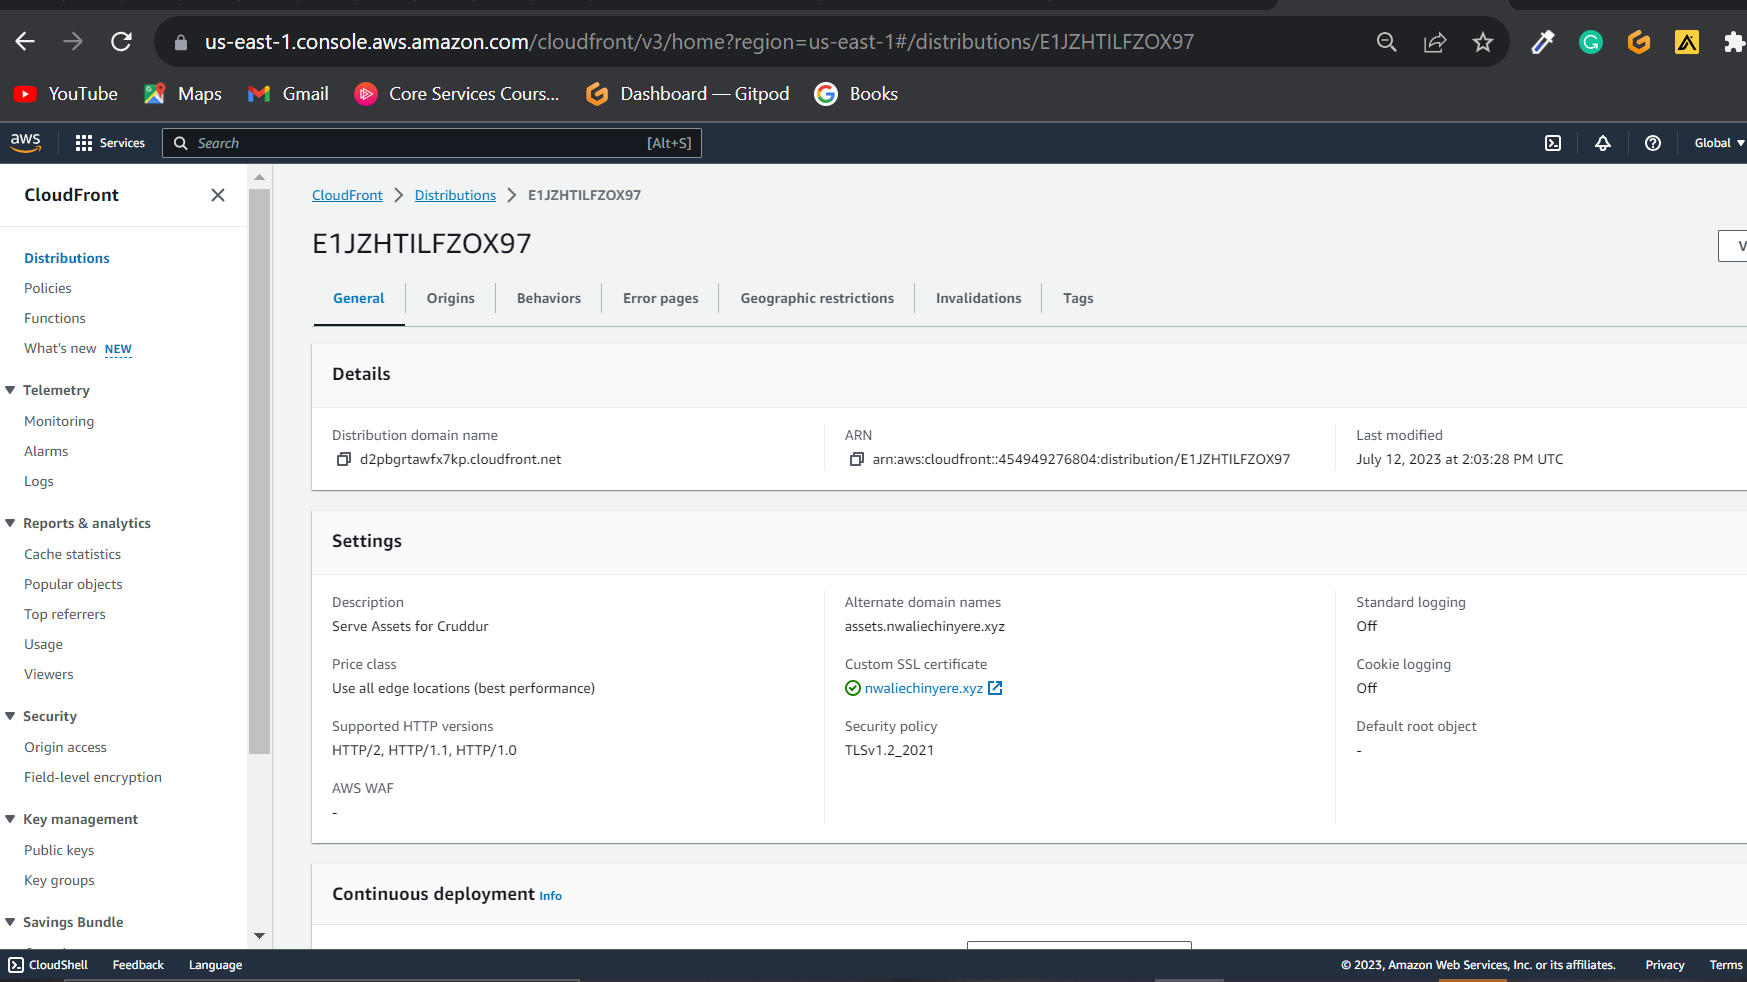 us-east-1.console.aws.amazon.com/cloudfront/v3/home?region=us-east-1#/distributions/E1JZHTILFZOX97
YouTube Maps Gmail Core Services Cours... Dashboard — Gitpod Books
aws Services Search [Alt+S] Global
CloudFront
Distributions
Policies
Functions
What's new NEW
Telemetry
Monitoring
Alarms
Logs
Reports & analytics
Cache statistics
Popular objects
Top referrers
Usage
Viewers
Security
Origin access
Field-level encryption
Key management
Public keys
Key groups
Savings Bundle
CloudFront Distributions E1JZHTILFZOX97
E1JZHTILFZOX97
V
General Origins Behaviors Error pages Geographic restrictions Invalidations Tags
Details
Distribution domain name
d2pbgrtawfx7kp.cloudfront.net
ARN
arn:aws:cloudfront::454949276804:distribution/E1JZHTILFZOX97
Last modified
July 12, 2023 at 2:03:28 PM UTC
Settings
Description
Serve Assets for Cruddur
Price class
Use all edge locations (best performance)
Supported HTTP versions
HTTP/2, HTTP/1.1, HTTP/1.0
AWS WAF
-
Alternate domain names
assets.nwaliechinyere.xyz
Custom SSL certificate
nwaliechinyere.xyz
Security policy
TLSv1.2_2021
Standard logging
Off
Cookie logging
Off
Default root object
-
Continuous deployment Info
CloudShell Feedback Language © 2023, Amazon Web Services, Inc. or its affiliates. Privacy Terms